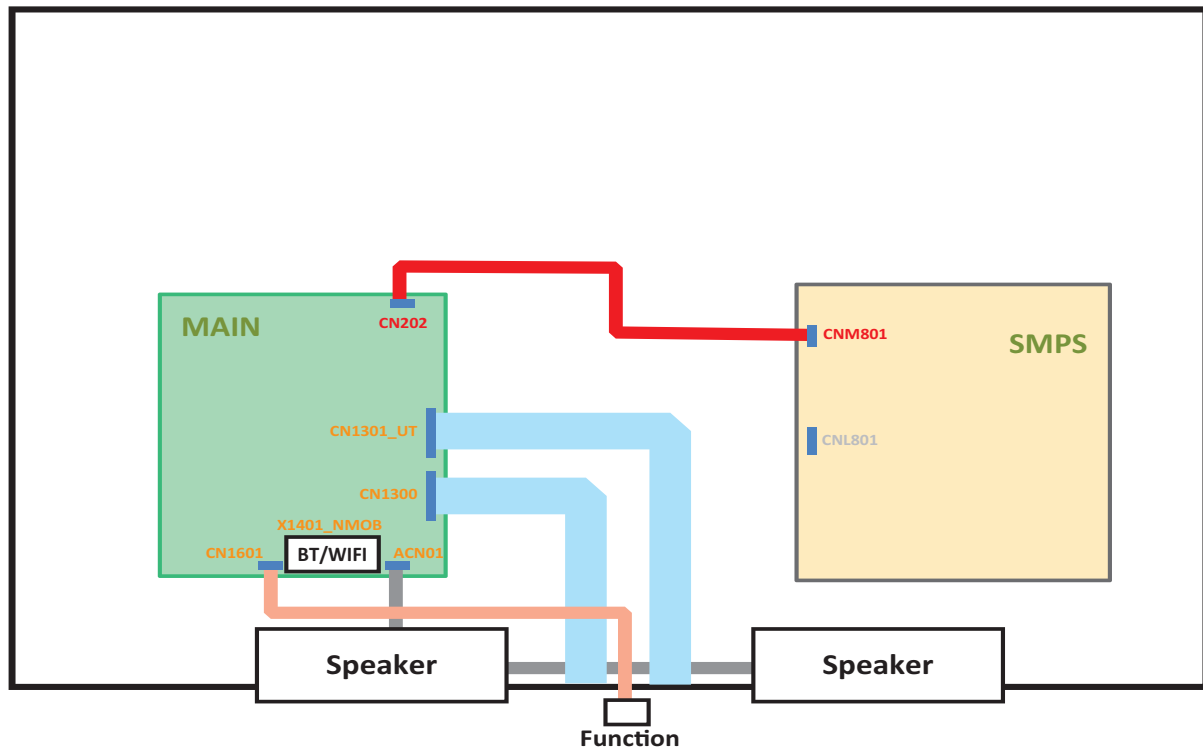 MAIN
CN202
CNM801
SMPS
CN1301_UT
CNL801
CN1300
X1401_NMOB
CN1601
BT/WIFI
ACN01
Speaker
Speaker
Function